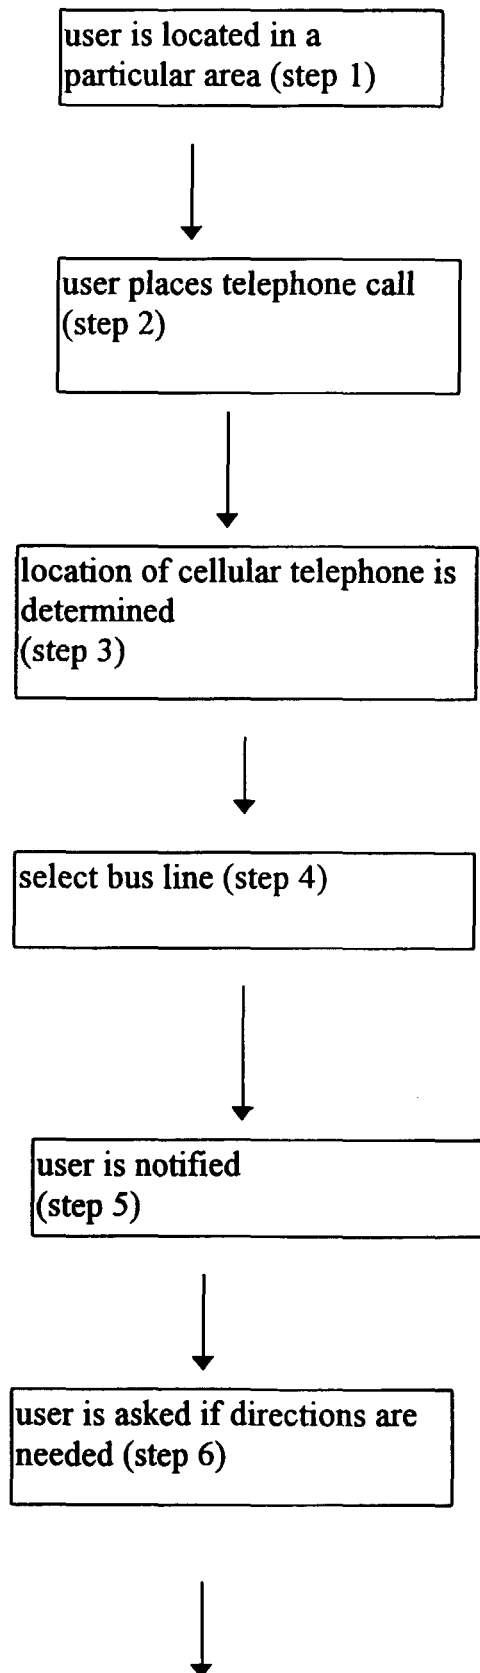 user is located in a
particular area (step 1)
user places telephone call
(step 2)
location of cellular telephone is
determined
(step 3)
select bus line (step 4)
user is notified
(step 5)
user is asked if directions are
needed (step 6)